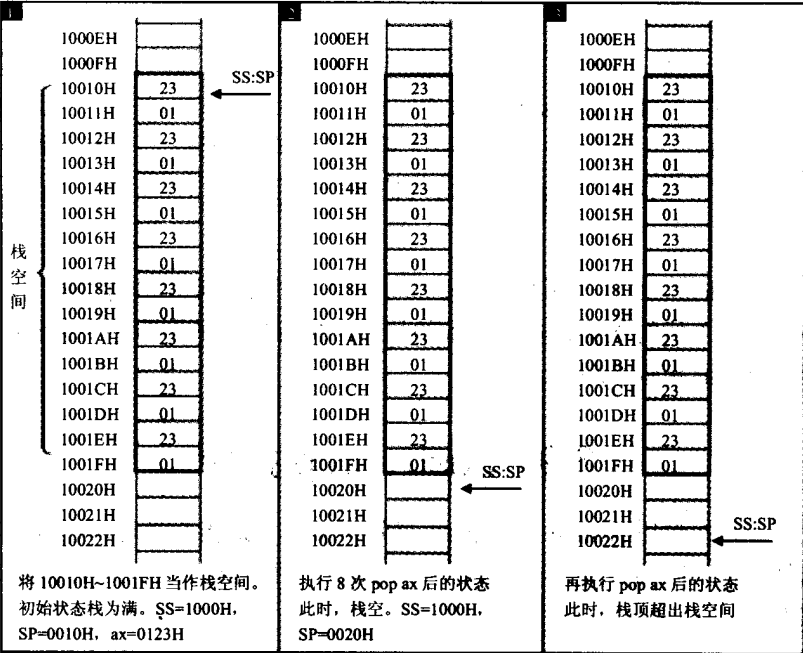 1
1000EH
1000FH
10010H 23 SS:SP
10011H 01
10012H 23
10013H 01
10014H 23
10015H 01
10016H 23
10017H 01
10018H 23
10019H 01
1001AH 23
1001BH 01
1001CH 23
1001DH 01
1001EH 23
1001FH 01
10020H
10021H
10022H
栈空间
将 10010H~1001FH 当作栈空间。
初始状态栈为满。SS=1000H，
SP=0010H，ax=0123H
2
1000EH
1000FH
10010H 23
10011H 01
10012H 23
10013H 01
10014H 23
10015H 01
10016H 23
10017H 01
10018H 23
10019H 01
1001AH 23
1001BH 01
1001CH 23
1001DH 01
1001EH 23
1001FH 01
10020H SS:SP
10021H
10022H
执行 8 次 pop ax 后的状态
此时，栈空。SS=1000H，
SP=0020H
3
1000EH
1000FH
10010H 23
10011H 01
10012H 23
10013H 01
10014H 23
10015H 01
10016H 23
10017H 01
10018H 23
10019H 01
1001AH 23
1001BH 01
1001CH 23
1001DH 01
1001EH 23
1001FH 01
10020H
10021H
10022H SS:SP
再执行 pop ax 后的状态
此时，栈顶超出栈空间